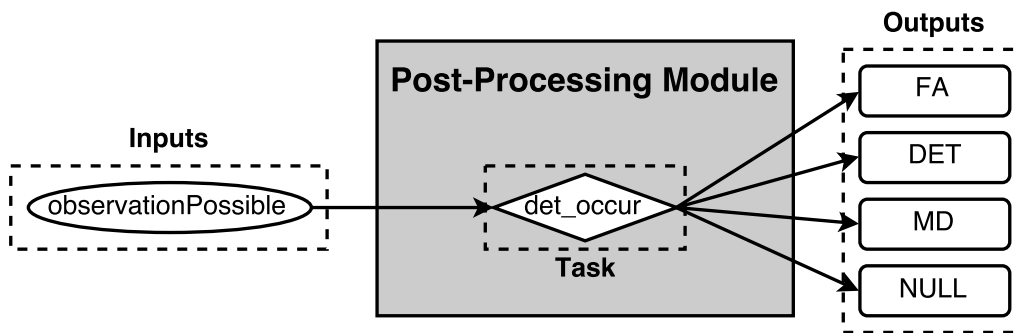 Outputs
Post-Processing Module
FA
Inputs
DET
observationPossible
det_occur
MD
Task
NULL